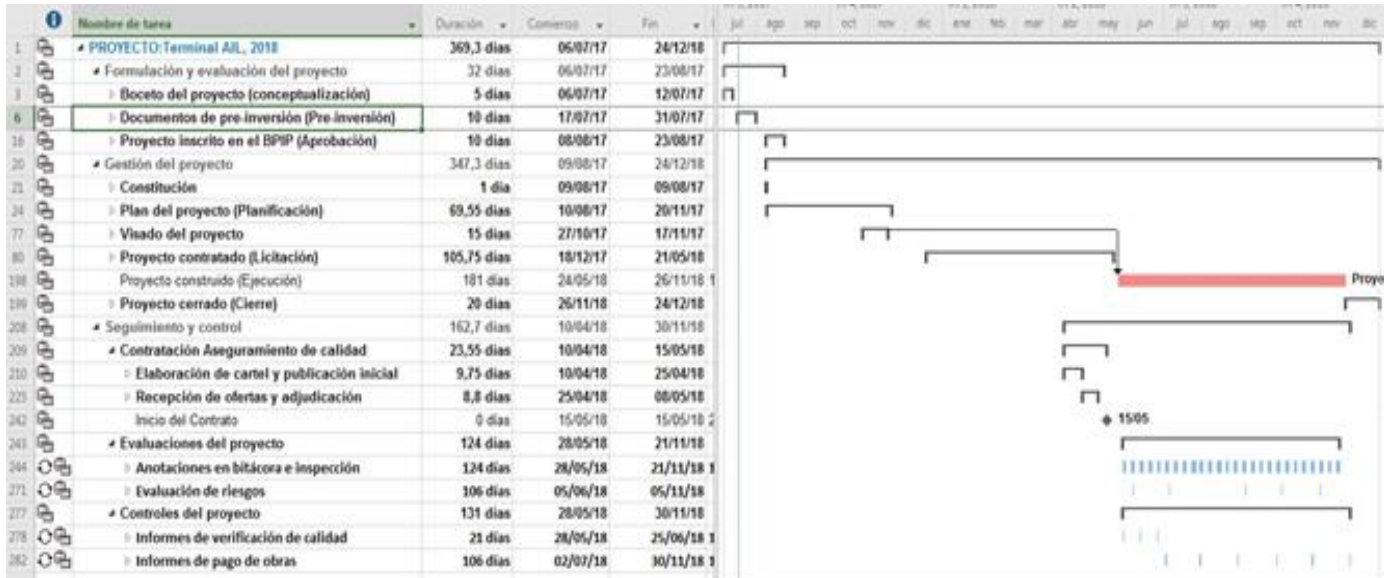 Nombre de tarea Duración Comienzo Fin jul ago sep oct nov dic ene feb mar abr may jun jul ago sep oct nov dic
1 PROYECTO:Terminal AIL, 2018 369,3 días 06/07/17 24/12/18
2 Formulación y evaluación del proyecto 32 días 06/07/17 23/08/17
3 Boceto del proyecto (conceptualización) 5 días 06/07/17 12/07/17
6 Documentos de pre-inversión (Pre-inversión) 10 días 17/07/17 31/07/17
16 Proyecto inscrito en el BPIP (Aprobación) 10 días 08/08/17 23/08/17
20 Gestión del proyecto 347,3 días 09/08/17 24/12/18
21 Constitución 1 día 09/08/17 09/08/17
24 Plan del proyecto (Planificación) 69,55 días 10/08/17 20/11/17
77 Visado del proyecto 15 días 27/10/17 17/11/17
80 Proyecto contratado (Licitación) 105,75 días 18/12/17 21/05/18
198 Proyecto construido (Ejecución) 181 días 24/05/18 26/11/18 1 Proye
199 Proyecto cerrado (Cierre) 20 días 26/11/18 24/12/18
208 Seguimiento y control 162,7 días 10/04/18 30/11/18
209 Contratación Aseguramiento de calidad 23,55 días 10/04/18 15/05/18
210 Elaboración de cartel y publicación inicial 9,75 días 10/04/18 25/04/18
225 Recepción de ofertas y adjudicación 8,8 días 25/04/18 08/05/18
242 Inicio del Contrato 0 días 15/05/18 15/05/18 2 15/05
243 Evaluaciones del proyecto 124 días 28/05/18 21/11/18
244 Anotaciones en bitácora e inspección 124 días 28/05/18 21/11/18 1
271 Evaluación de riesgos 106 días 05/06/18 05/11/18
277 Controles del proyecto 131 días 28/05/18 30/11/18
278 Informes de verificación de calidad 21 días 28/05/18 25/06/18 1
282 Informes de pago de obras 106 días 02/07/18 30/11/18 1